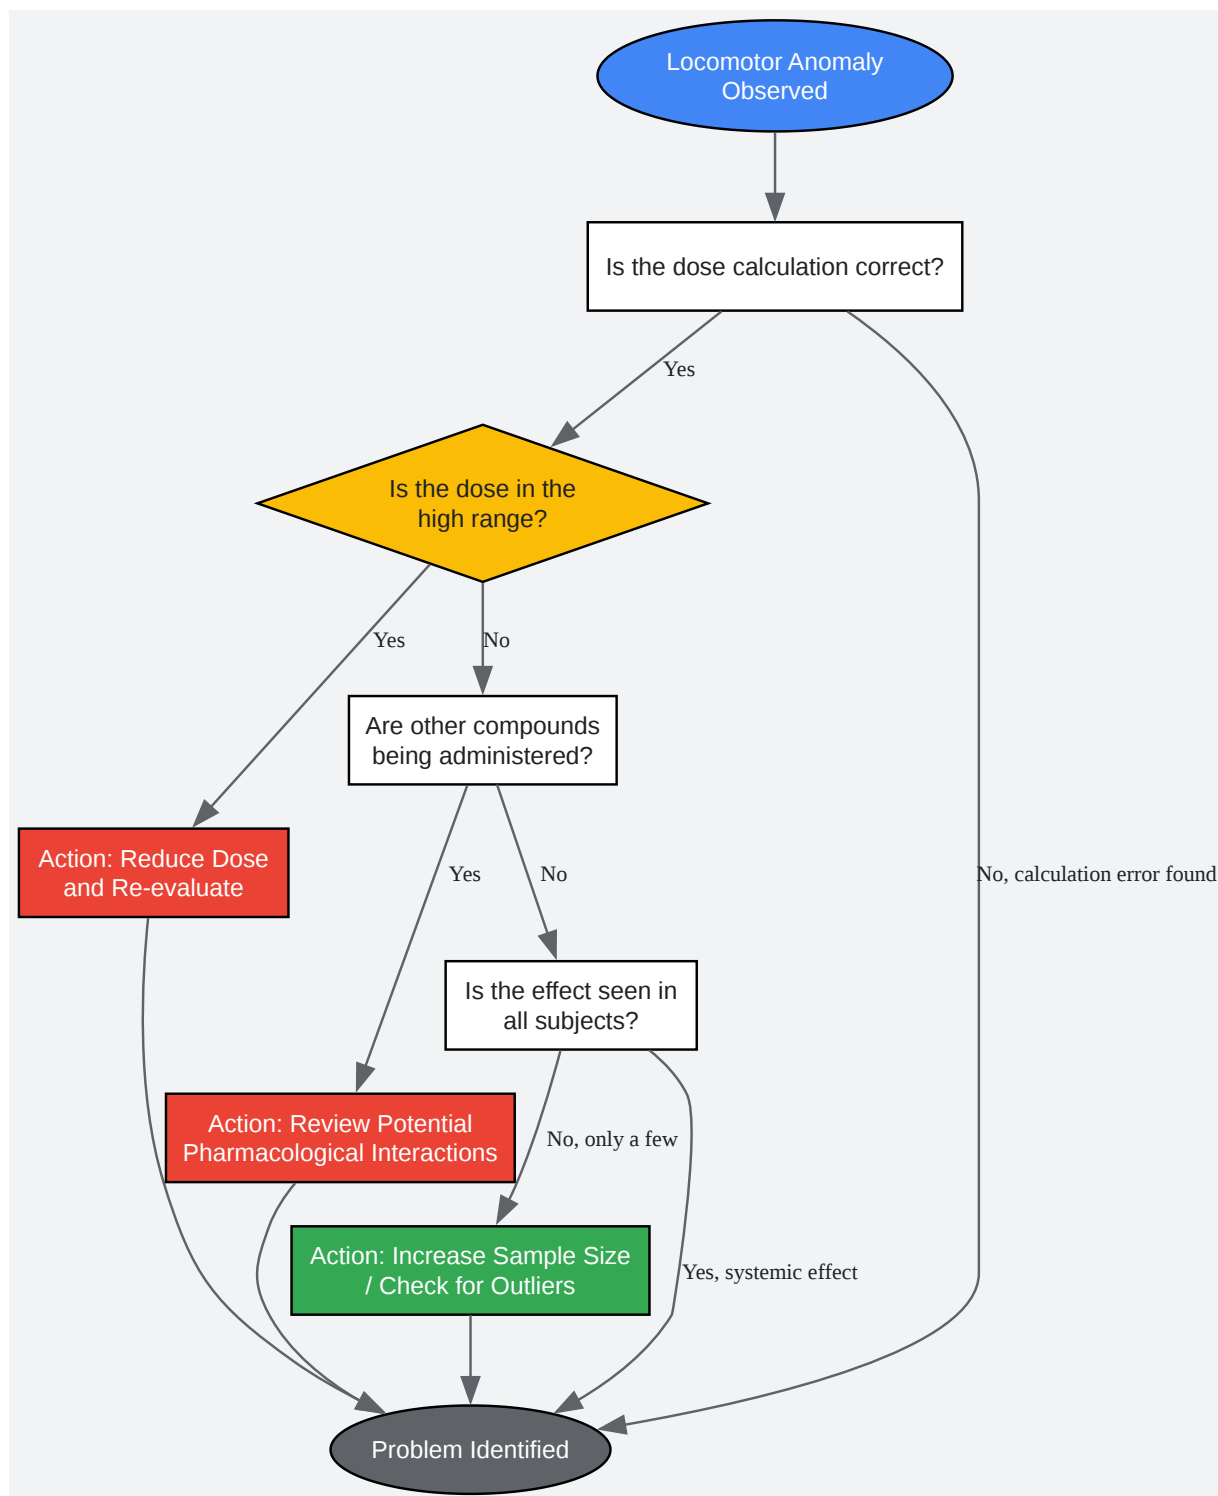 Locomotor Anomaly
Observed
Is the dose calculation correct?
Yes
Is the dose in the
high range?
Yes
No
Are other compounds
being administered?
Action: Reduce Dose
and Re-evaluate
Yes
No
No, calculation error found
Is the effect seen in
all subjects?
Action: Review Potential
Pharmacological Interactions
No, only a few
Action: Increase Sample Size
/ Check for Outliers
Yes, systemic effect
Problem Identified